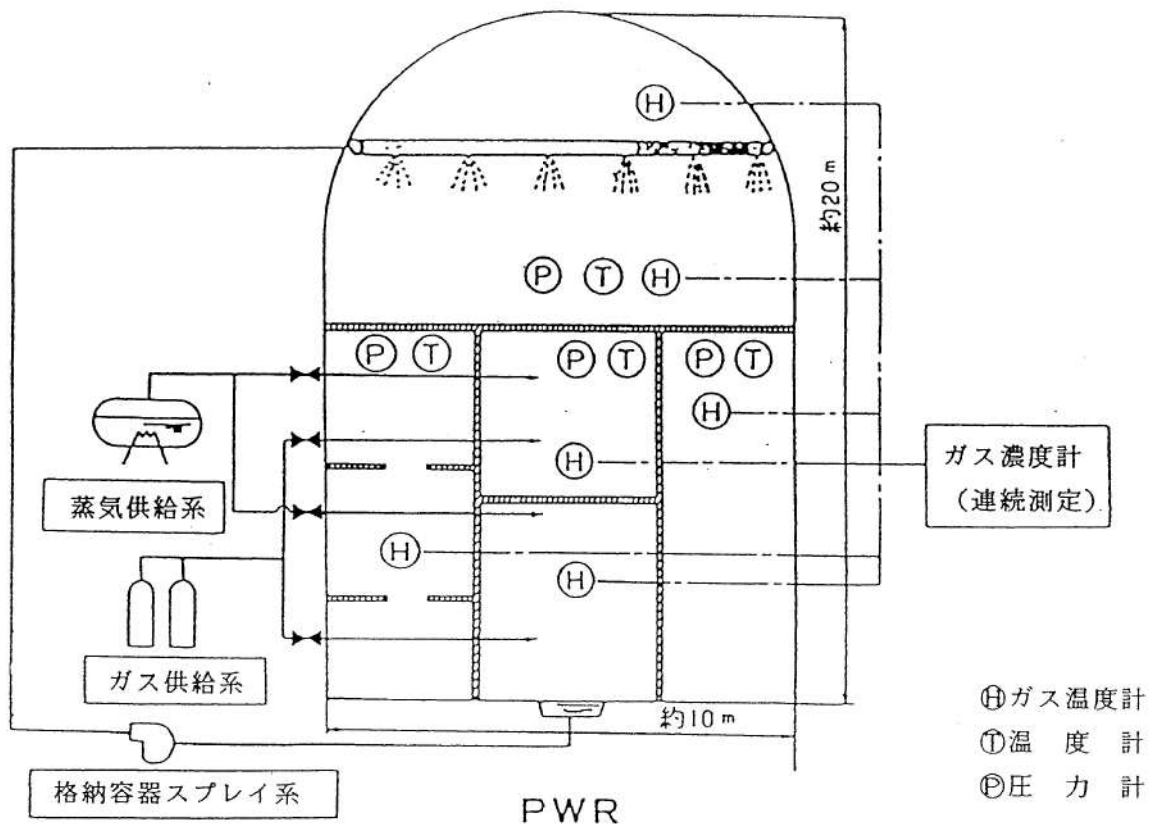 H
約20m
P T H
P T
P T
P T
H
H
ガス濃度計
（連続測定）
蒸気供給系
H
H
ガス供給系
約10m
格納容器スプレイ系
Hガス温度計
T温度計
P圧力計
PWR